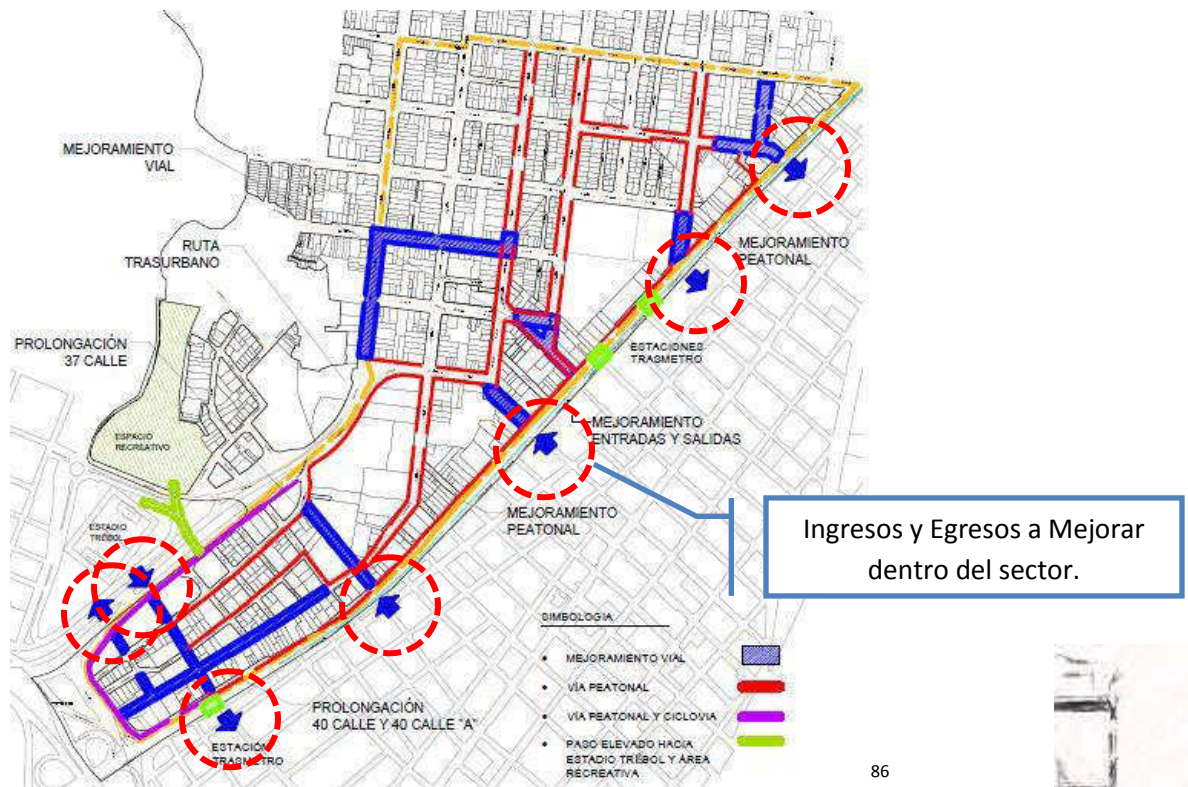 MEJORAMIENTO
VIAL
RUTA
TRASURBANO
MEJORAMIENTO
PEATONAL
PROLONGACIÓN
37 CALLE
ESTACIONES
TRASMETRO
ESPACIO
RECREATIVO
MEJORAMIENTO
ENTRADAS Y SALIDAS
MEJORAMIENTO
PEATONAL
Ingresos y Egresos a Mejorar
dentro del sector.
ESTADIO
TRÉBOL
PROLONGACIÓN
40 CALLE Y 40 CALLE "A"
ESTACIÓN
TRASMETRO
SIMBOLOGIA
• MEJORAMIENTO VIAL
• VÍA PEATONAL
• VÍA PEATONAL Y CICLOVIA
• PASO ELEVADO HACIA
ESTADIO TRÉBOL Y ÁREA
RECREATIVA
86